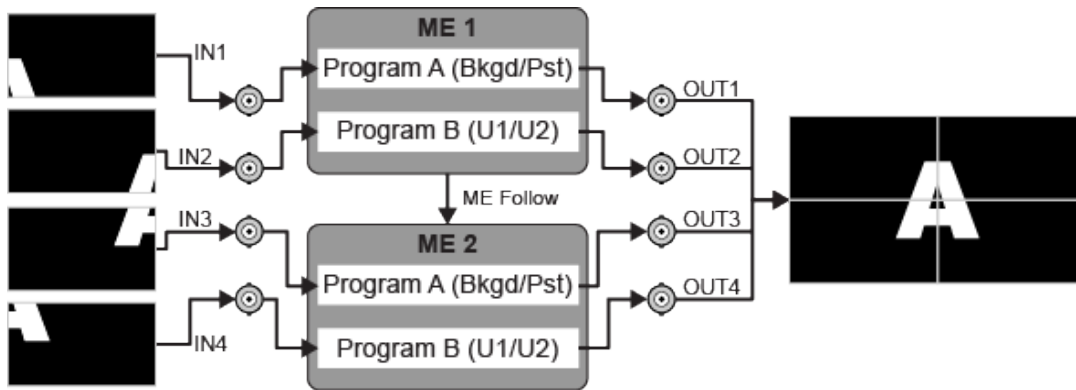 ME 1
IN1
Program A (Bkgd/Pst)
OUT1
IN2
Program B (U1/U2)
OUT2
ME Follow
IN3
ME 2
OUT3
Program A (Bkgd/Pst)
OUT4
IN4
Program B (U1/U2)
A